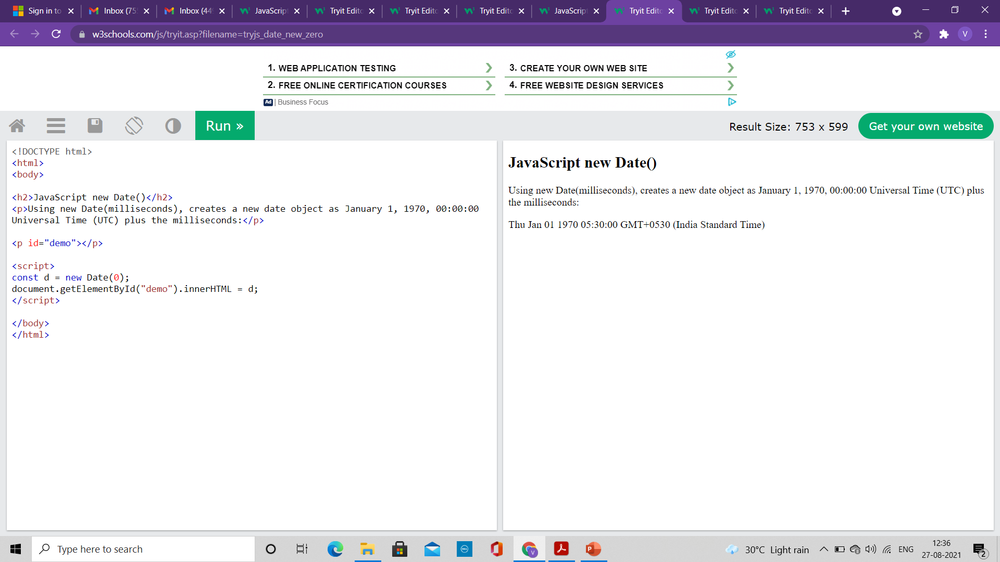 Sign in to
Inbox (75
Inbox (449
JavaScript
Tryit Edito
Tryit Edito
Tryit Edito
JavaScript
Tryit Edito
Tryit Edito
Tryit Edito
w3schools.com/js/tryit.asp?filename=tryjs_date_new_zero
V
1. WEB APPLICATION TESTING
2. FREE ONLINE CERTIFICATION COURSES
3. CREATE YOUR OWN WEB SITE
4. FREE WEBSITE DESIGN SERVICES
Ad | Business Focus
Run »
Result Size: 753 x 599
Get your own website
<!DOCTYPE html>
<html>
<body>
<h2>JavaScript new Date()</h2>
<p>Using new Date(milliseconds), creates a new date object as January 1, 1970, 00:00:00
Universal Time (UTC) plus the milliseconds:</p>
<p id="demo"></p>
<script>
const d = new Date(0);
document.getElementById("demo").innerHTML = d;
</script>
</body>
</html>
JavaScript new Date()
Using new Date(milliseconds), creates a new date object as January 1, 1970, 00:00:00 Universal Time (UTC) plus
the milliseconds:
Thu Jan 01 1970 05:30:00 GMT+0530 (India Standard Time)
Type here to search
30°C Light rain
ENG
12:36
27-08-2021
2